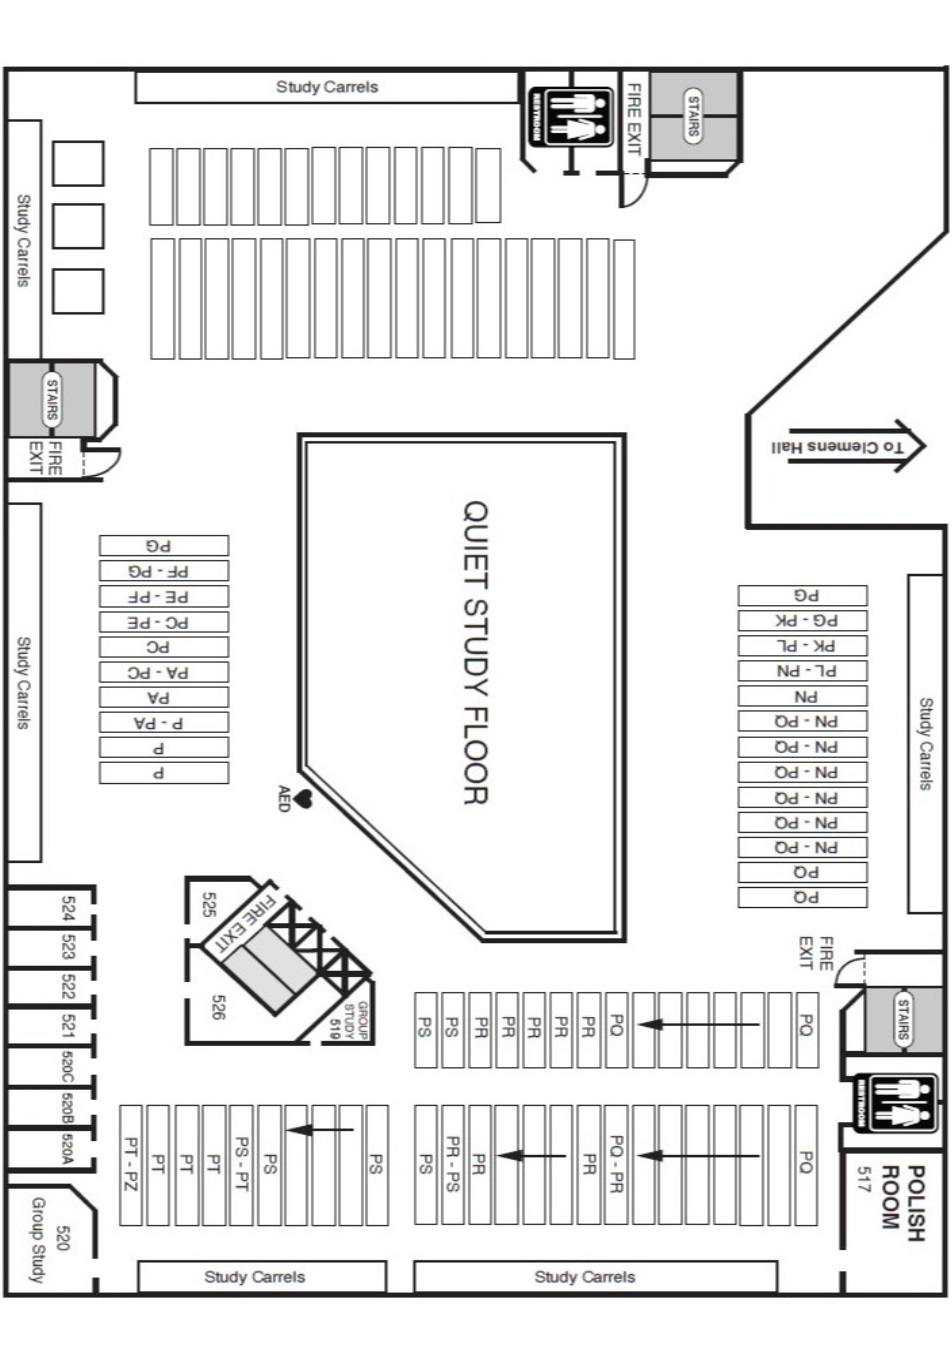 Study Carrels
RESTROOM
FIRE EXIT
STAIRS
Study Carrels
STAIRS
FIRE
EXIT
To Clemens Hall
QUIET STUDY FLOOR
PG
PF - PG
PE - PF
PC - PE
PC
PA - PC
PA
P - PA
P
P
Study Carrels
PG
PG - PK
PK - PL
PL - PN
PN
PN - PQ
PN - PQ
PN - PQ
PN - PQ
PN - PQ
PN - PQ
PQ
PQ
Study Carrels
AED
525
FIRE EXIT
526
GROUP
STUDY
519
524
523
522
521
520C
520B
520A
520
Group Study
FIRE
EXIT
STAIRS
RESTROOM
POLISH
ROOM
517
PS
PS
PR
PR
PR
PR
PR
PQ
PQ
PT - PZ
PT
PT
PT
PS - PT
PS
PS
PS
PR - PS
PR
PR
PQ - PR
PQ
Study Carrels
Study Carrels